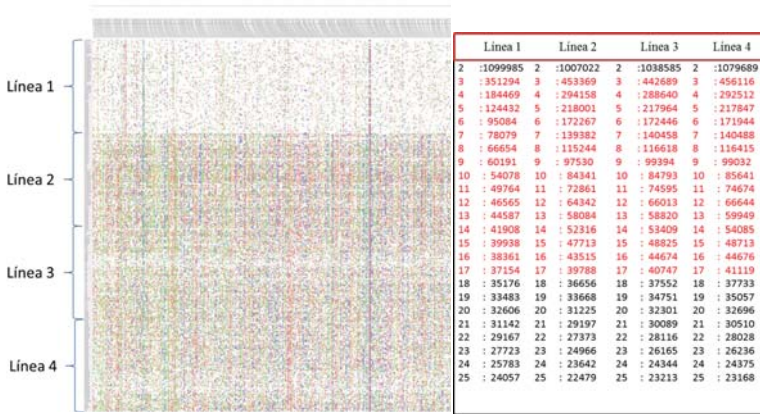 Línea 1
Línea 2
Línea 3
Línea 4
Línea 1 Línea 2 Línea 3 Línea 4
2 :1099985 2 :1007022 2 :1038585 2 :1079689
3 : 351294 3 : 453369 3 : 442689 3 : 456116
4 : 184469 4 : 294158 4 : 288640 4 : 292512
5 : 124432 5 : 218001 5 : 217964 5 : 217847
6 : 95084 6 : 172267 6 : 172446 6 : 171944
7 : 78079 7 : 139382 7 : 140458 7 : 140488
8 : 66654 8 : 115244 8 : 116618 8 : 116415
9 : 60191 9 : 97530 9 : 99394 9 : 99032
10 : 54078 10 : 84341 10 : 84793 10 : 85641
11 : 49764 11 : 72861 11 : 74595 11 : 74674
12 : 46565 12 : 64342 12 : 66013 12 : 66644
13 : 44587 13 : 58084 13 : 58820 13 : 59949
14 : 41908 14 : 52316 14 : 53409 14 : 54085
15 : 39938 15 : 47713 15 : 48825 15 : 48713
16 : 38361 16 : 43515 16 : 44674 16 : 44676
17 : 37154 17 : 39788 17 : 40747 17 : 41119
18 : 35176 18 : 36656 18 : 37552 18 : 37733
19 : 33483 19 : 33668 19 : 34751 19 : 35057
20 : 32606 20 : 31225 20 : 32301 20 : 32696
21 : 31142 21 : 29197 21 : 30089 21 : 30510
22 : 29167 22 : 27373 22 : 28116 22 : 28028
23 : 27723 23 : 24966 23 : 26165 23 : 26236
24 : 25783 24 : 23642 24 : 24344 24 : 24375
25 : 24057 25 : 22479 25 : 23213 25 : 23168